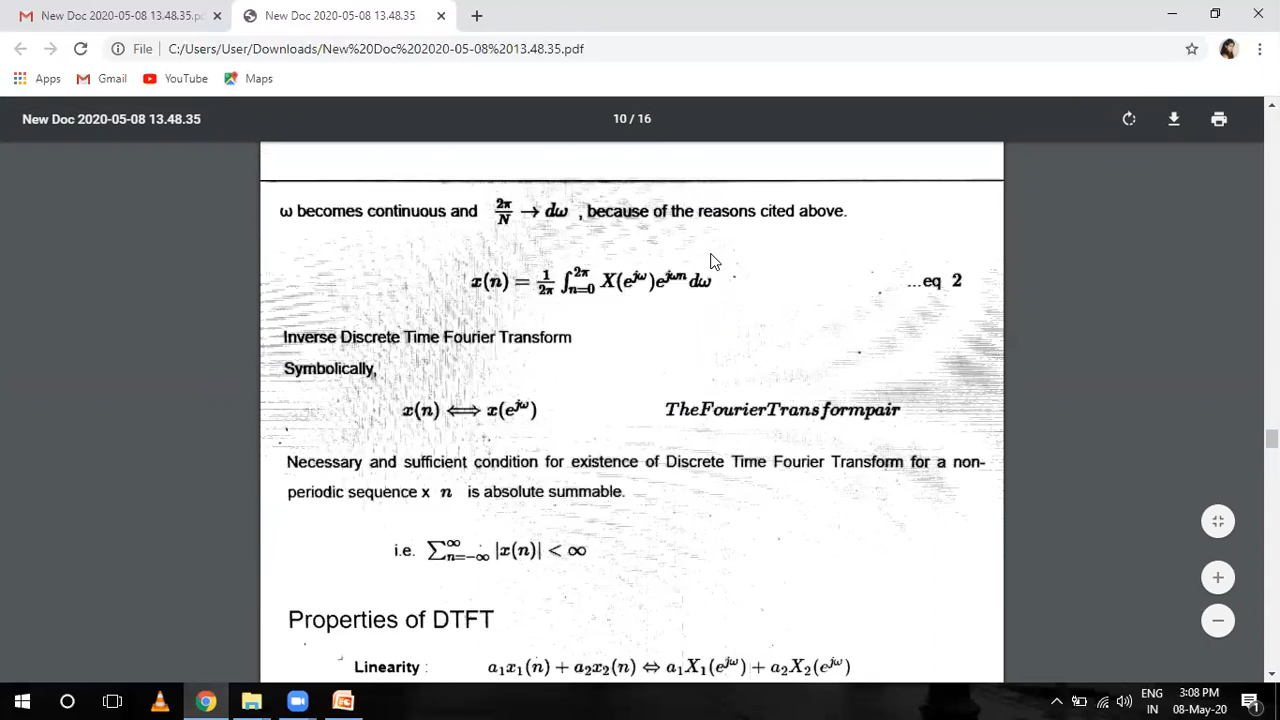 New Doc 2020-05-08 13.48.35.pd
New Doc 2020-05-08 13.48.35
File
C:/Users/User/Downloads/New%20Doc%202020-05-08%2013.48.35.pdf
Apps
Gmail
YouTube
Maps
New Doc 2020-05-08 13.48.35
10 / 16
ω becomes continuous and 2π/N → dω , because of the reasons cited above.
x(n) = 1/2π ∫_{n=0}^{2π} X(e^{jω})e^{jωn}dω ...eq 2
Inverse Discrete Time Fourier Transform
Symbolically,
x(n) ⟺ x(e^{jω}) TheFourierTransformpair
Necessary and sufficient condition for existence of Discrete Time Fourier Transform for a non-
periodic sequence x n is absolute summable.
i.e. ∑_{n=−∞}^{∞} |x(n)| < ∞
Properties of DTFT
Linearity : a₁x₁(n) + a₂x₂(n) ⇔ a₁X₁(e^{jω}) + a₂X₂(e^{jω})
ENG
IN
3:08 PM
08-May-20
1